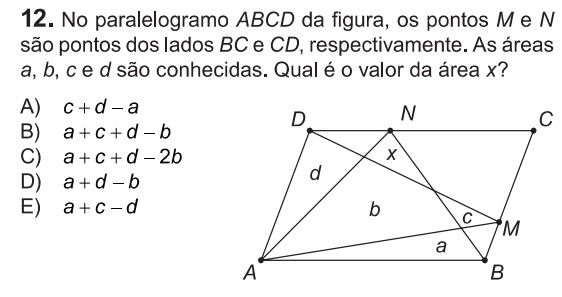 12. No paralelogramo ABCD da figura, os pontos M e N
são pontos dos lados BC e CD, respectivamente. As áreas
a, b, c e d são conhecidas. Qual é o valor da área x?
A) c + d – a
B) a + c + d – b
C) a + c + d – 2b
D) a + d – b
E) a + c – d
D N C
x
d
b
c M
a
A B